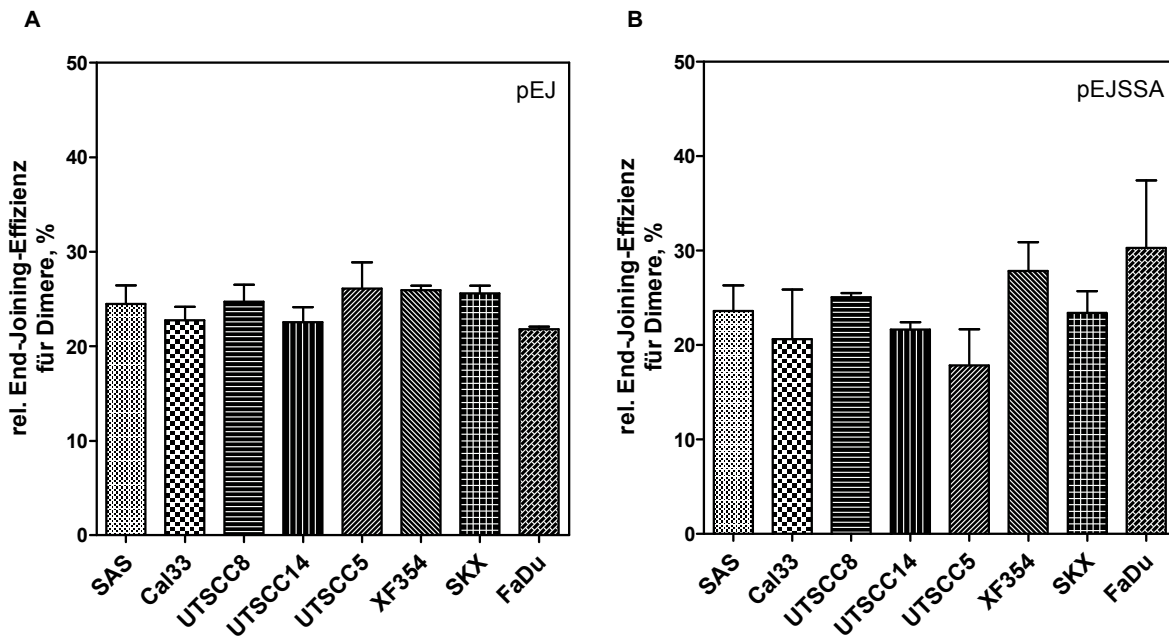 A
rel. End-Joining-Effizienz
für Dimere, %
50
40
30
20
10
0
pEJ
SAS
Cal33
UTSCC8
UTSCC14
UTSCC5
XF354
SKX
FaDu
B
rel. End-Joining-Effizienz
für Dimere, %
50
40
30
20
10
0
pEJSSA
SAS
Cal33
UTSCC8
UTSCC14
UTSCC5
XF354
SKX
FaDu